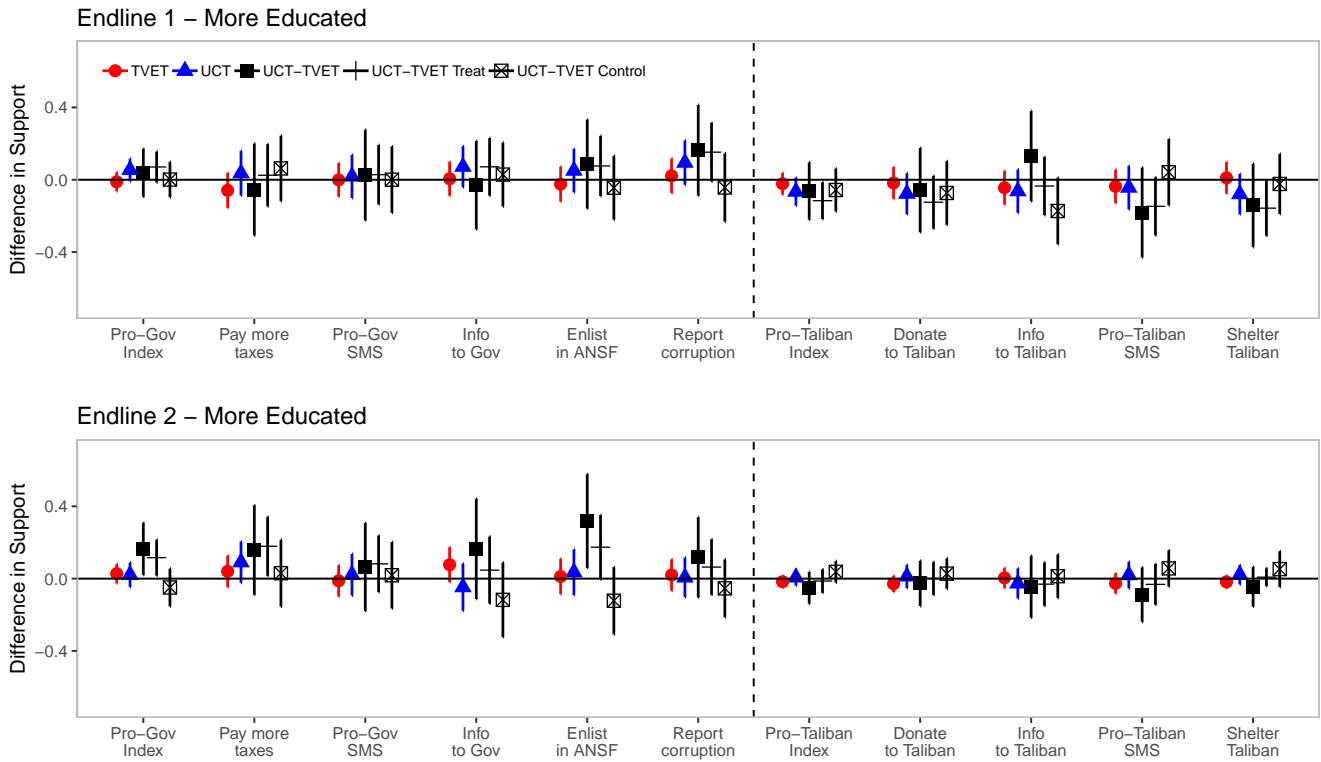 Endline 1 − More Educated
TVET UCT UCT−TVET UCT−TVET Treat UCT−TVET Control
Difference in Support
0.4
0.0
−0.4
Pro−Gov Pay more Pro−Gov Info Enlist Report Pro−Taliban Donate Info Pro−Taliban Shelter
Index taxes SMS to Gov in ANSF corruption Index to Taliban to Taliban SMS Taliban
Endline 2 − More Educated
Difference in Support
0.4
0.0
−0.4
Pro−Gov Pay more Pro−Gov Info Enlist Report Pro−Taliban Donate Info Pro−Taliban Shelter
Index taxes SMS to Gov in ANSF corruption Index to Taliban to Taliban SMS Taliban